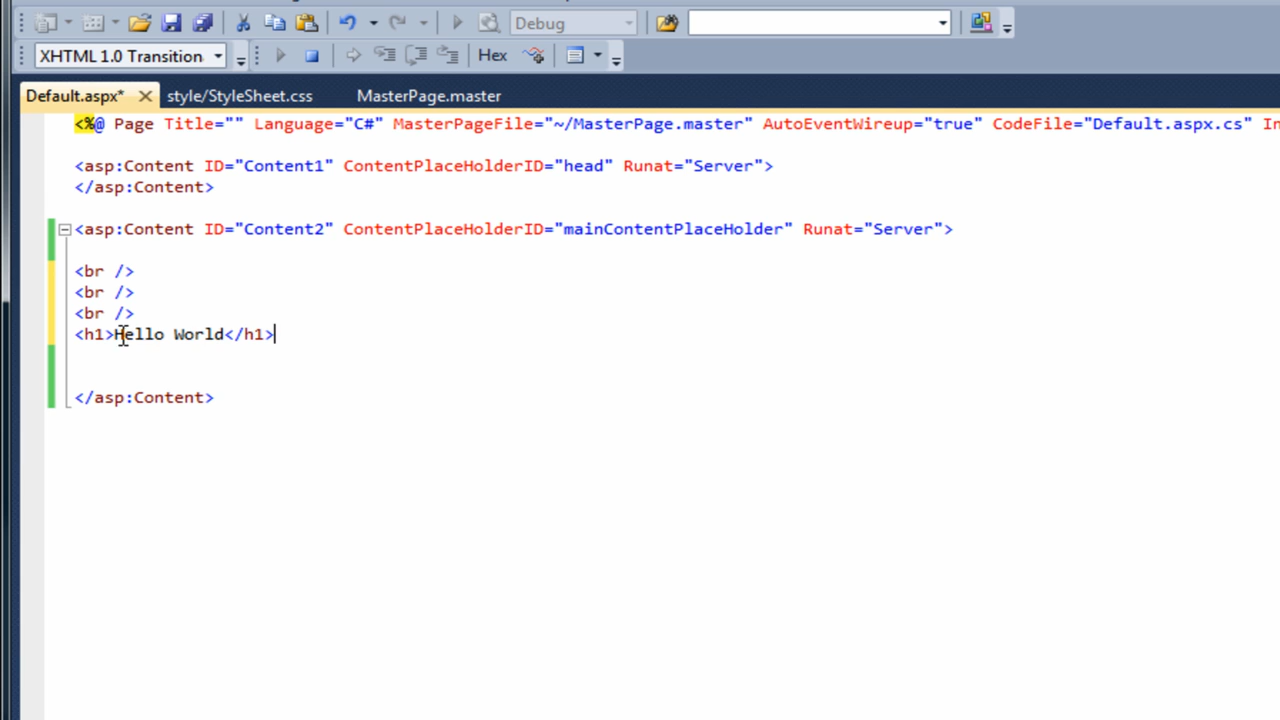 Debug
XHTML 1.0 Transition
Hex
Default.aspx*
style/StyleSheet.css
MasterPage.master
<%@ Page Title="" Language="C#" MasterPageFile="~/MasterPage.master" AutoEventWireup="true" CodeFile="Default.aspx.cs" In
<asp:Content ID="Content1" ContentPlaceHolderID="head" Runat="Server">
</asp:Content>
<asp:Content ID="Content2" ContentPlaceHolderID="mainContentPlaceHolder" Runat="Server">
<br />
<br />
<br />
<h1>Hello World</h1>
</asp:Content>